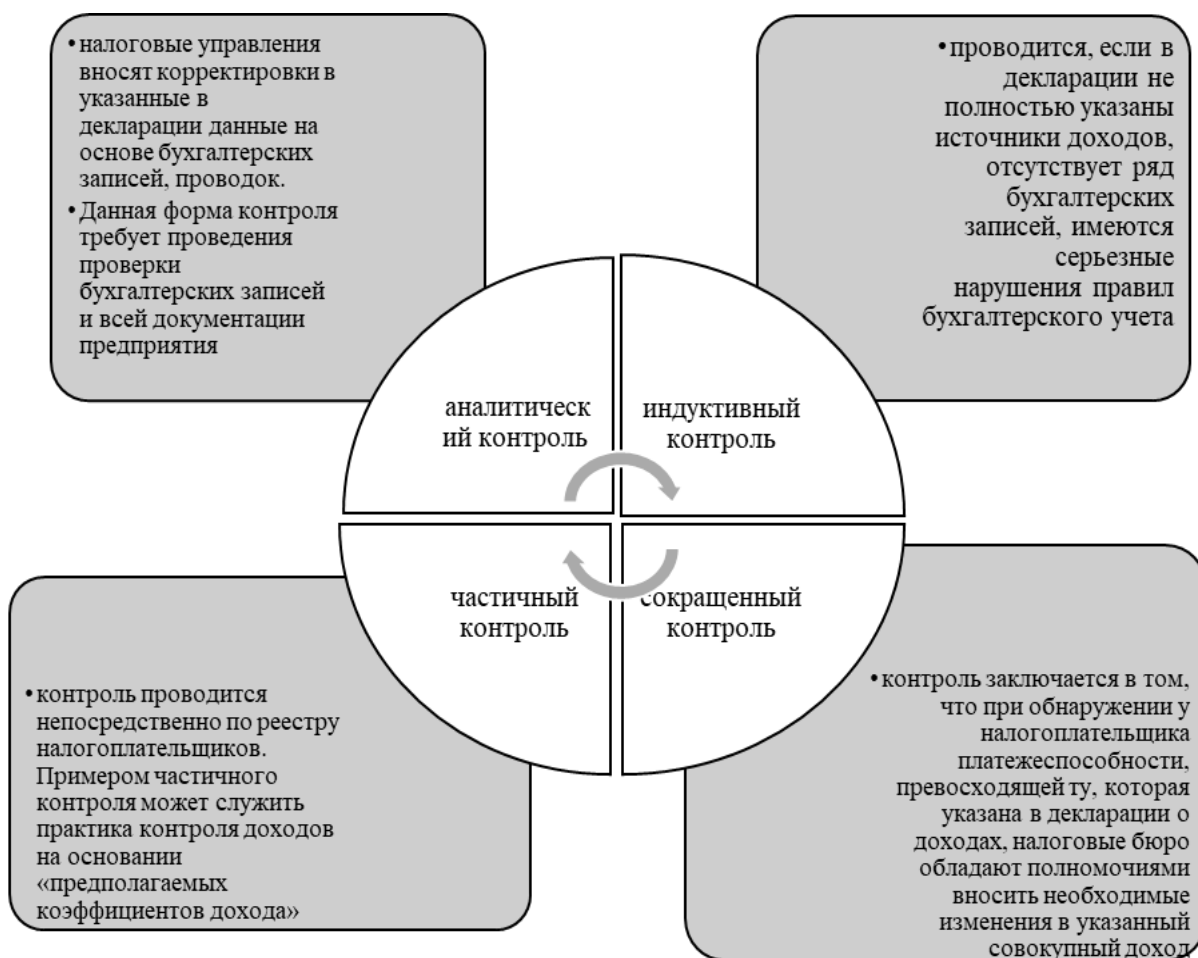 •налоговые управления
вносят корректировки в
указанные в
декларации данные на
основе бухгалтерских
записей, проводок.
•Данная форма контроля
требует проведения
проверки
бухгалтерских записей
и всей документации
предприятия
•проводится, если в
декларации не
полностью указаны
источники доходов,
отсутствует ряд
бухгалтерских
записей, имеются
серьезные
нарушения правил
бухгалтерского учета
аналитическ
ий контроль
индуктивный
контроль
частичный
контроль
сокращенный
контроль
•контроль проводится
непосредственно по реестру
налогоплательщиков.
Примером частичного
контроля может служить
практика контроля доходов
на основании
«предполагаемых
коэффициентов дохода»
•контроль заключается в том,
что при обнаружении у
налогоплательщика
платежеспособности,
превосходящей ту, которая
указана в декларации о
доходах, налоговые бюро
обладают полномочиями
вносить необходимые
изменения в указанный
совокупный доход